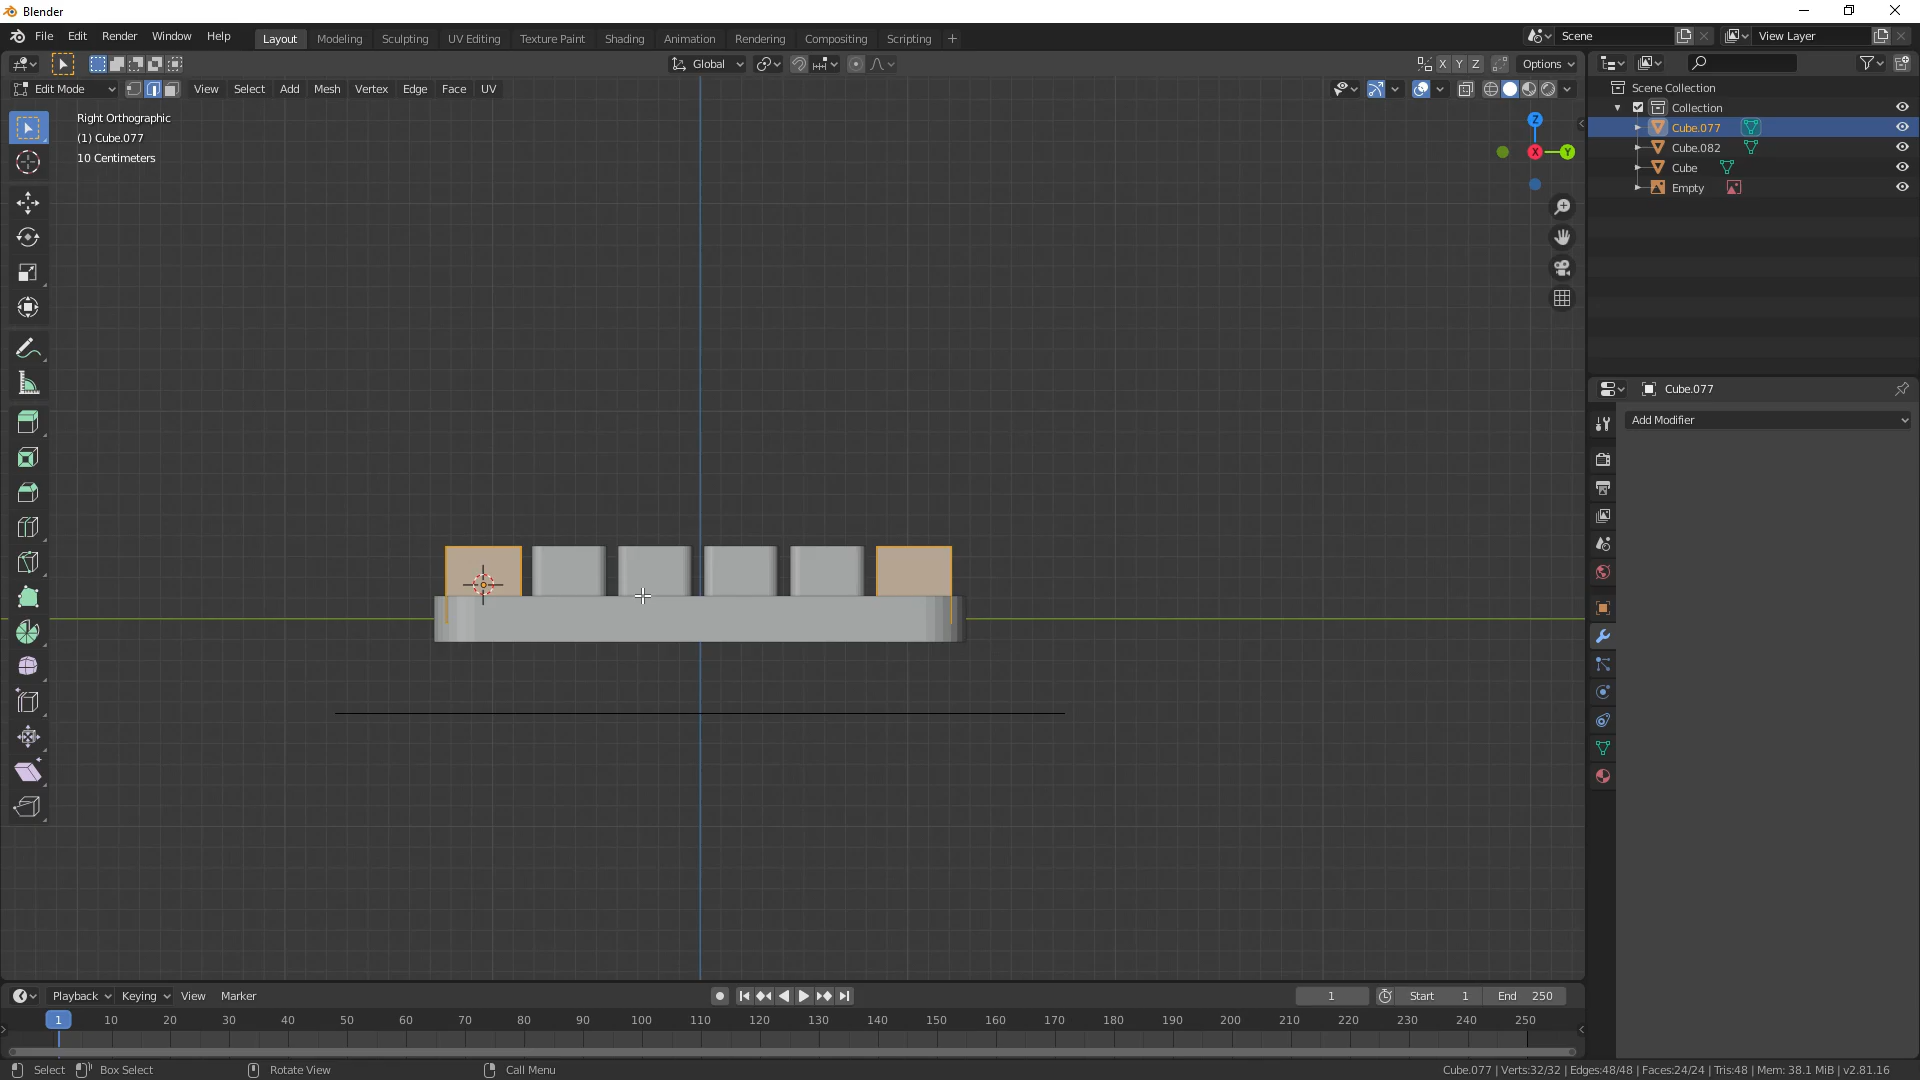 Blender
File Edit Render Window Help Layout Modeling Sculpting UV Editing Texture Paint Shading Animation Rendering Compositing Scripting + Scene View Layer
Global X Y Z Options
Edit Mode View Select Add Mesh Vertex Edge Face UV
Scene Collection
Collection
Cube.077
Cube.082
Cube
Empty
Right Orthographic
(1) Cube.077
10 Centimeters
Z
X
Y
Cube.077
Add Modifier
Playback Keying View Marker 1 Start 1 End 250
1 10 20 30 40 50 60 70 80 90 100 110 120 130 140 150 160 170 180 190 200 210 220 230 240 250
Select Box Select Rotate View Call Menu Cube.077 | Verts:32/32 | Edges:48/48 | Faces:24/24 | Tris:48 | Mem: 38.1 MiB | v2.81.16